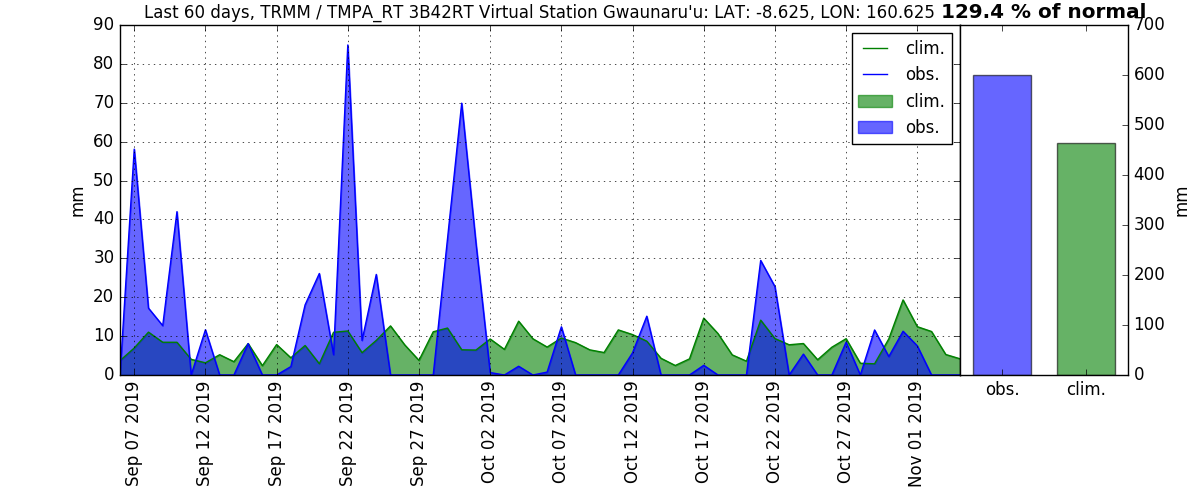 Last 60 days, TRMM / TMPA_RT 3B42RT Virtual Station Gwaunaru'u: LAT: -8.625, LON: 160.625 129.4 % of normal
90
80
70
60
50
40
30
20
10
0
mm
clim.
obs.
clim.
obs.
Sep 07 2019
Sep 12 2019
Sep 17 2019
Sep 22 2019
Sep 27 2019
Oct 02 2019
Oct 07 2019
Oct 12 2019
Oct 17 2019
Oct 22 2019
Oct 27 2019
Nov 01 2019
700
600
500
400
300
200
100
0
mm
obs.
clim.